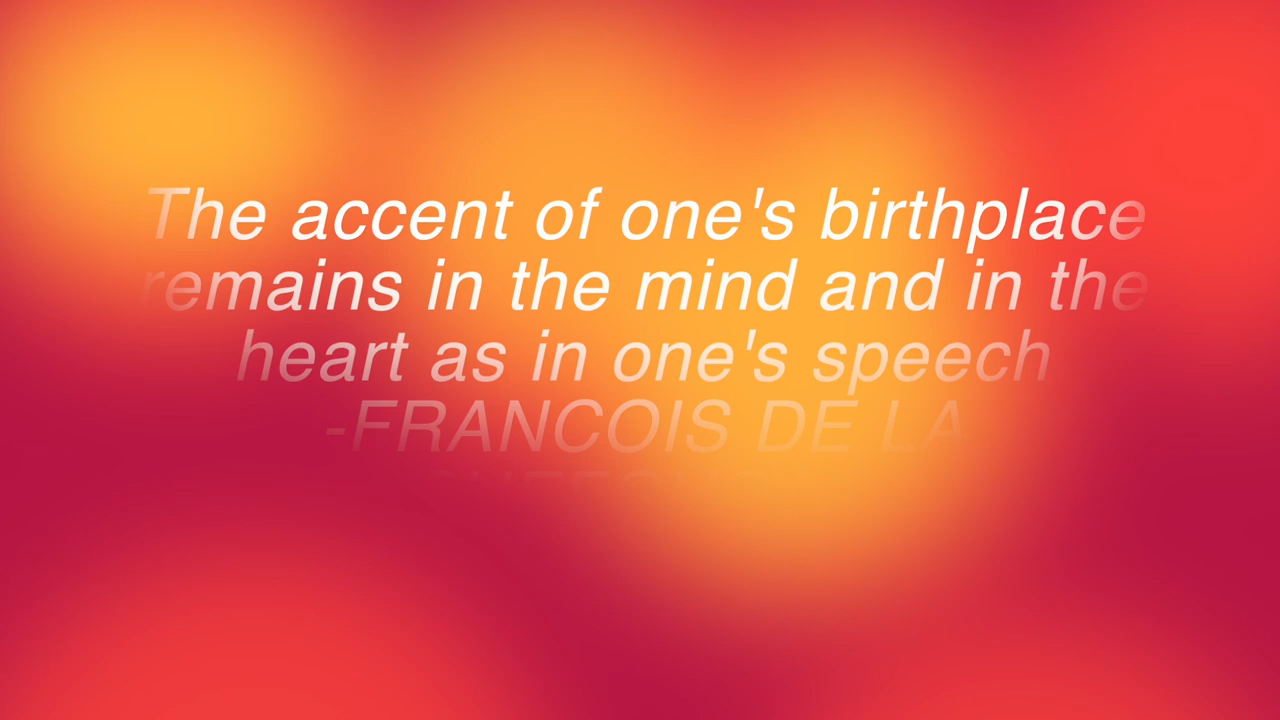 The accent of one's birthplace
remains in the mind and in the
heart as in one's speech
-FRANCOIS DE LA